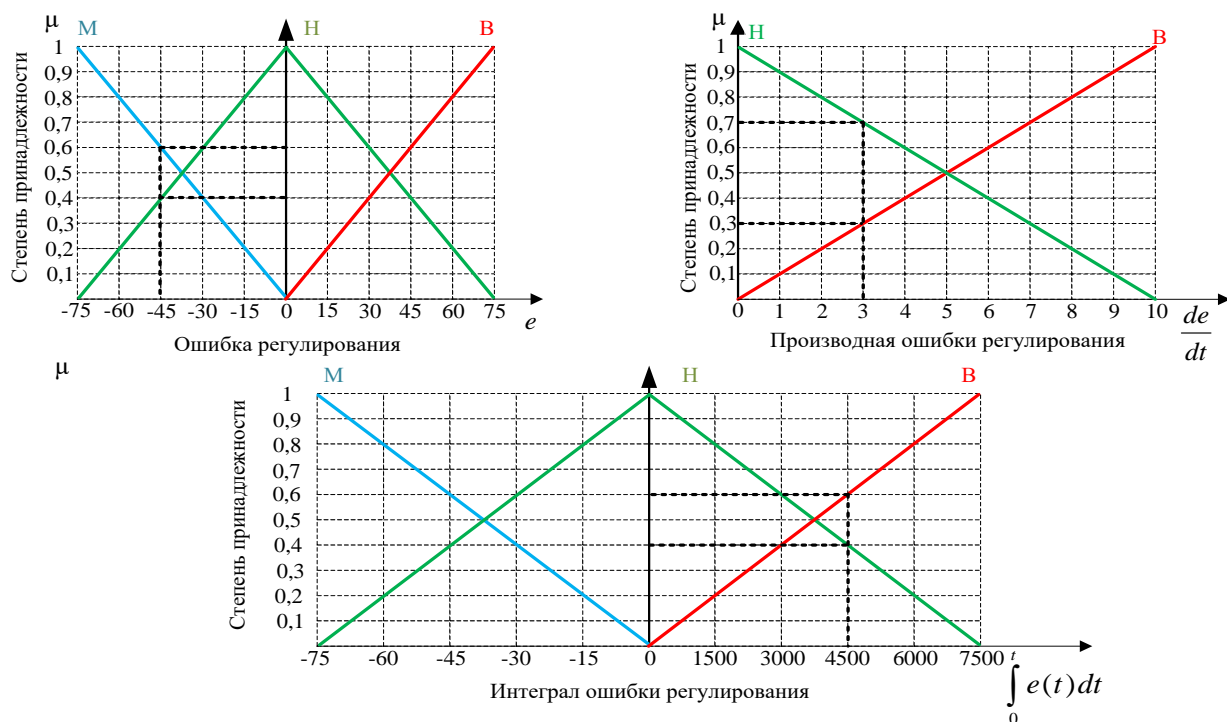 μ
М Н В
1
0,9
0,8
0,7
0,6
0,5
0,4
0,3
0,2
0,1
Степень принадлежности
-75 -60 -45 -30 -15 0 15 30 45 60 75
e
Ошибка регулирования
μ
Н В
1
0,9
0,8
0,7
0,6
0,5
0,4
0,3
0,2
0,1
Степень принадлежности
0 1 2 3 4 5 6 7 8 9 10
de
dt
Производная ошибки регулирования
μ
М Н В
1
0,9
0,8
0,7
0,6
0,5
0,4
0,3
0,2
0,1
Степень принадлежности
-75 -60 -45 -30 -15 0 1500 3000 4500 6000 7500
Интеграл ошибки регулирования
t
∫ e(t)dt
0